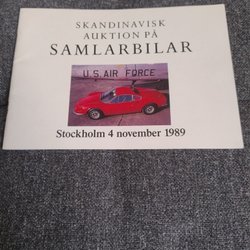 SKANDINAVISK
AUKTION PÅ
SAMLARBILAR
U.S. AIR FORCE
Stockholm 4 november 1989